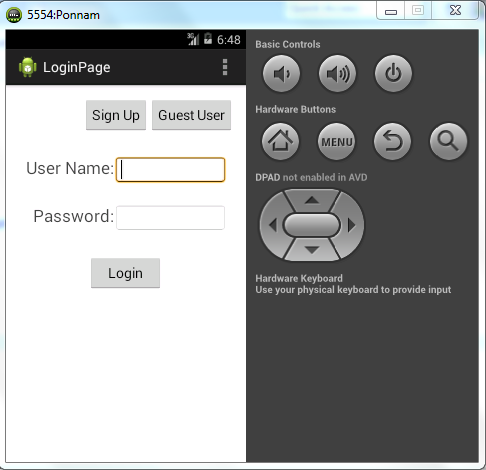 5554:Ponnam
3G 6:48
LoginPage
Sign Up Guest User
User Name:
Password:
Login
Basic Controls
Hardware Buttons
MENU
DPAD not enabled in AVD
Hardware Keyboard
Use your physical keyboard to provide input